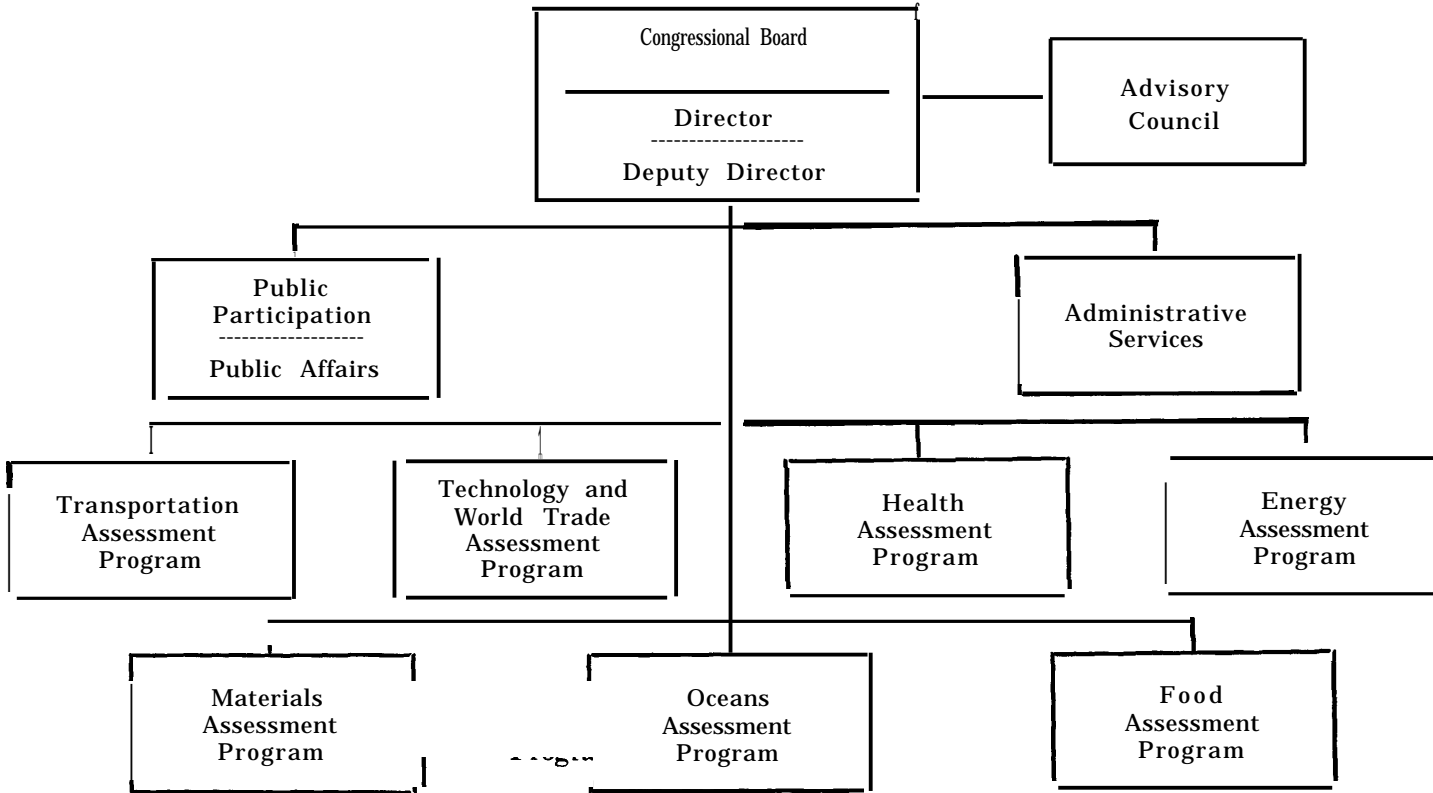 Congressional Board
Director
Deputy Director
Advisory
Council
Public
Participation
Public Affairs
Administrative
Services
Transportation
Assessment
Program
Technology and
World Trade
Assessment
Program
Health
Assessment
Program
Energy
Assessment
Program
Materials
Assessment
Program
Oceans
Assessment
Program
Food
Assessment
Program